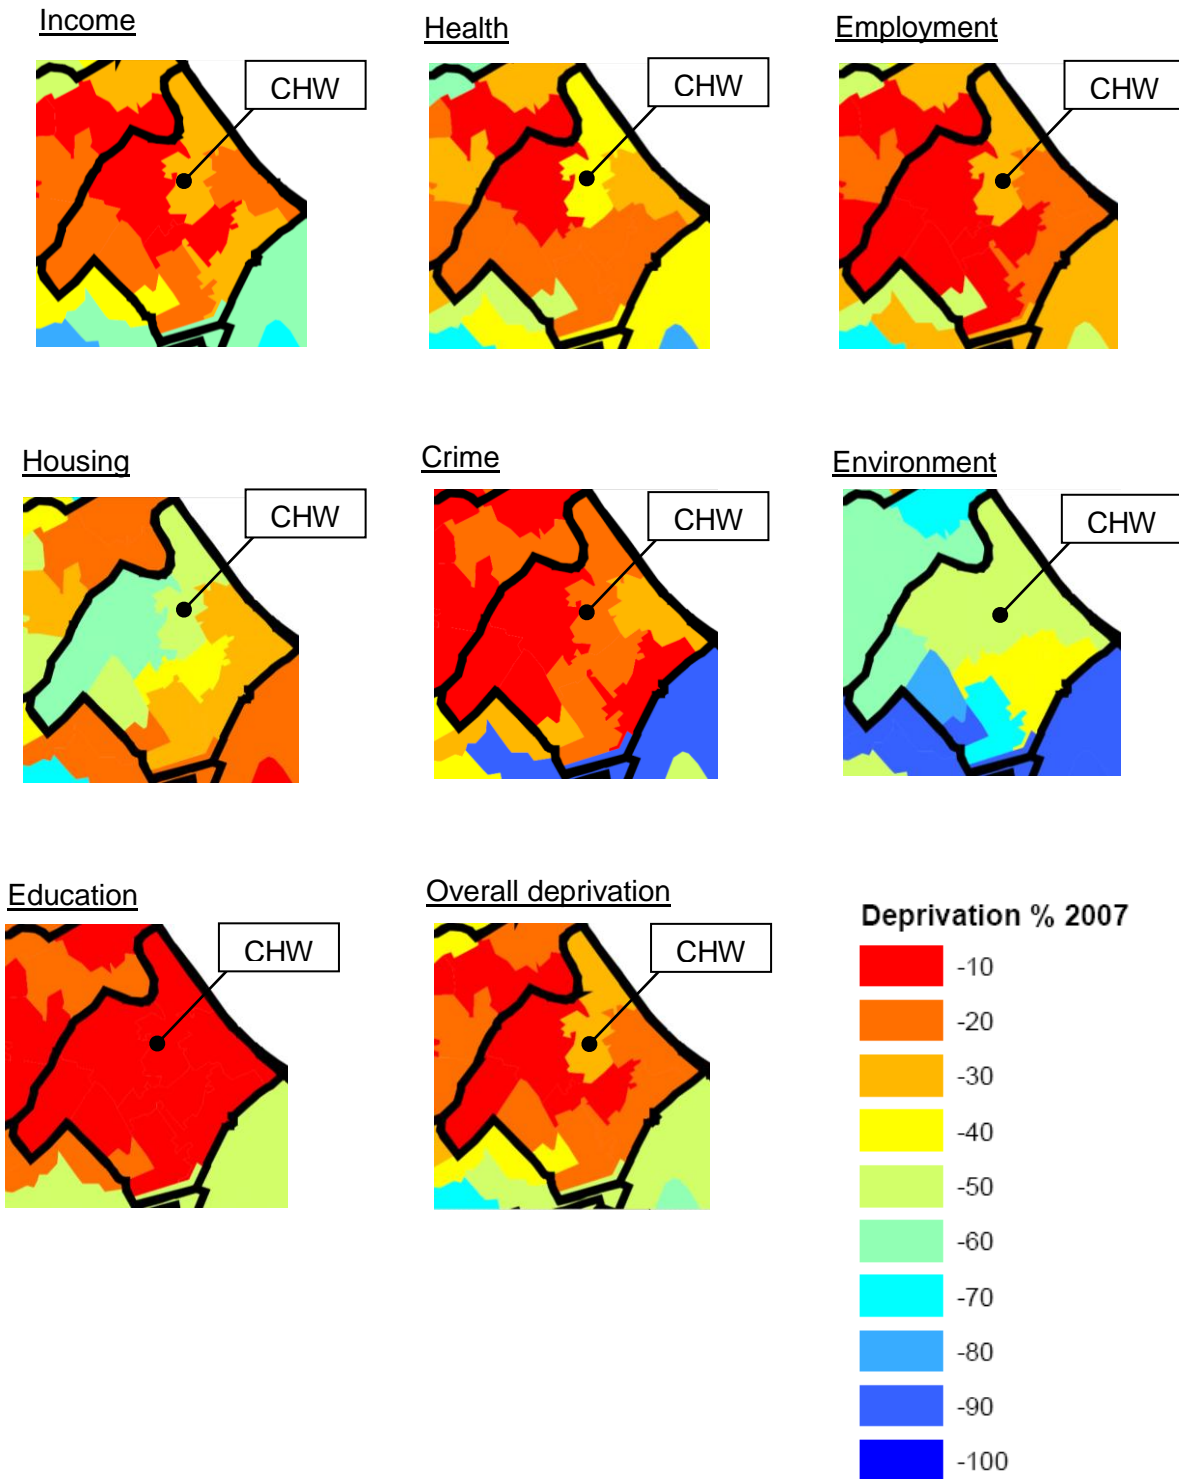 Income
Health
Employment
CHW
CHW
CHW
Housing
Crime
Environment
CHW
CHW
CHW
Education
Overall deprivation
CHW
CHW
Deprivation % 2007
-10
-20
-30
-40
-50
-60
-70
-80
-90
-100